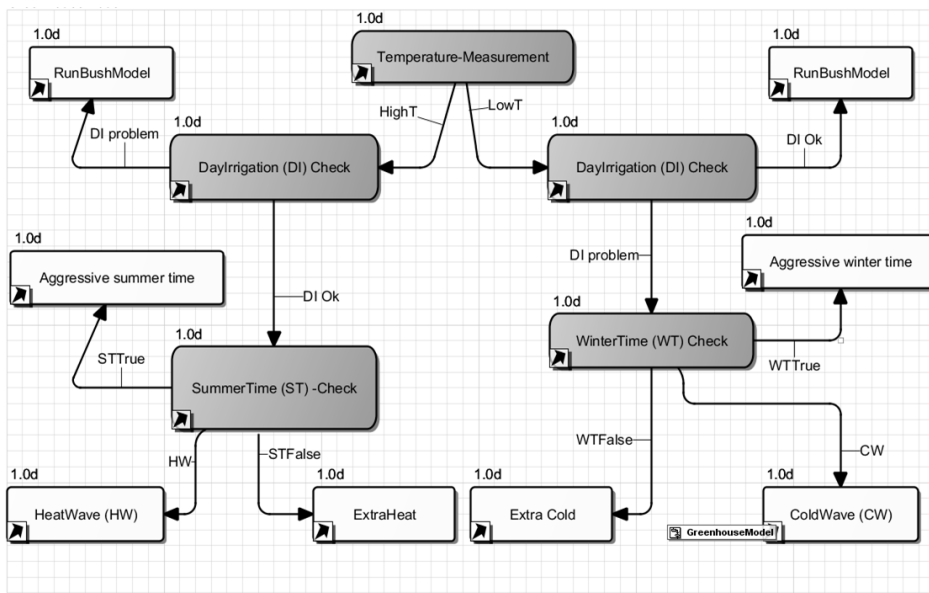 1.0d
1.0d
1.0d
RunBushModel
Temperature-Measurement
RunBushModel
HighT
LowT
1.0d
1.0d
DI problem
DI Ok
DayIrrigation (DI) Check
DayIrrigation (DI) Check
1.0d
1.0d
Aggressive summer time
DI problem
Aggressive winter time
DI Ok
1.0d
1.0d
WinterTime (WT) Check
STTrue
WTTrue
SummerTime (ST) -Check
HW
STFalse
WTFalse
CW
1.0d
1.0d
1.0d
1.0d
HeatWave (HW)
ExtraHeat
Extra Cold
ColdWave (CW)
GreenhouseModel